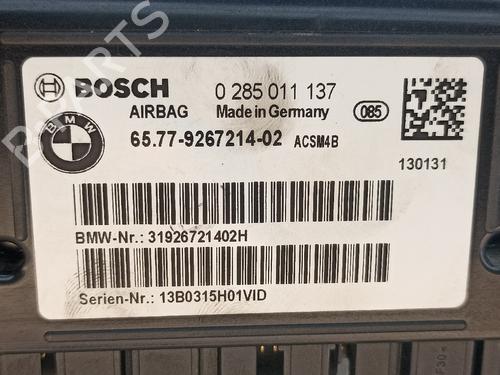 BOSCH 0 285 011 137
AIRBAG Made in Germany 085
BMW 65.77-9267214-02 ACSM4B
130131
BMW-Nr.: 31926721402H
Serien-Nr.: 13B0315H01VID